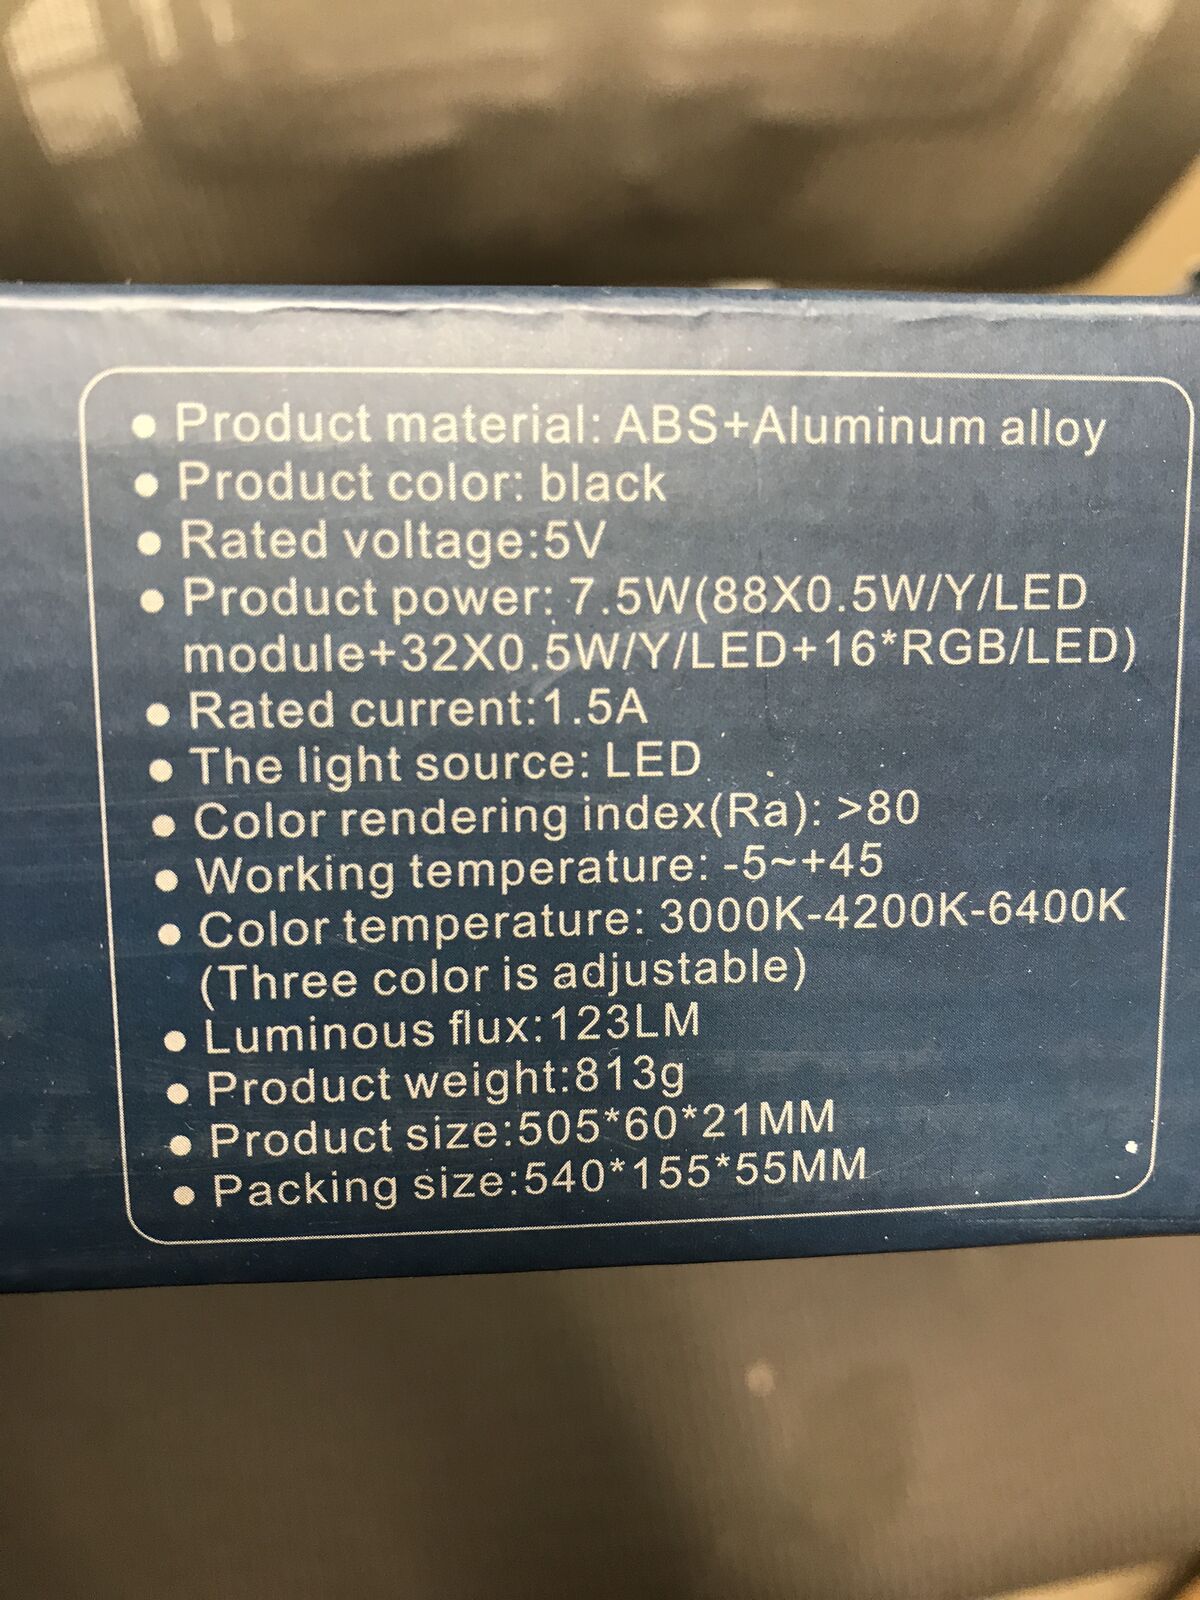 ● Product material: ABS+Aluminum alloy
● Product color: black
● Rated voltage:5V
● Product power: 7.5W(88X0.5W/Y/LED
module+32X0.5W/Y/LED+16*RGB/LED)
● Rated current:1.5A
● The light source: LED
● Color rendering index(Ra): >80
● Working temperature: -5~+45
● Color temperature: 3000K-4200K-6400K
(Three color is adjustable)
● Luminous flux:123LM
● Product weight:813g
● Product size:505*60*21MM
● Packing size:540*155*55MM